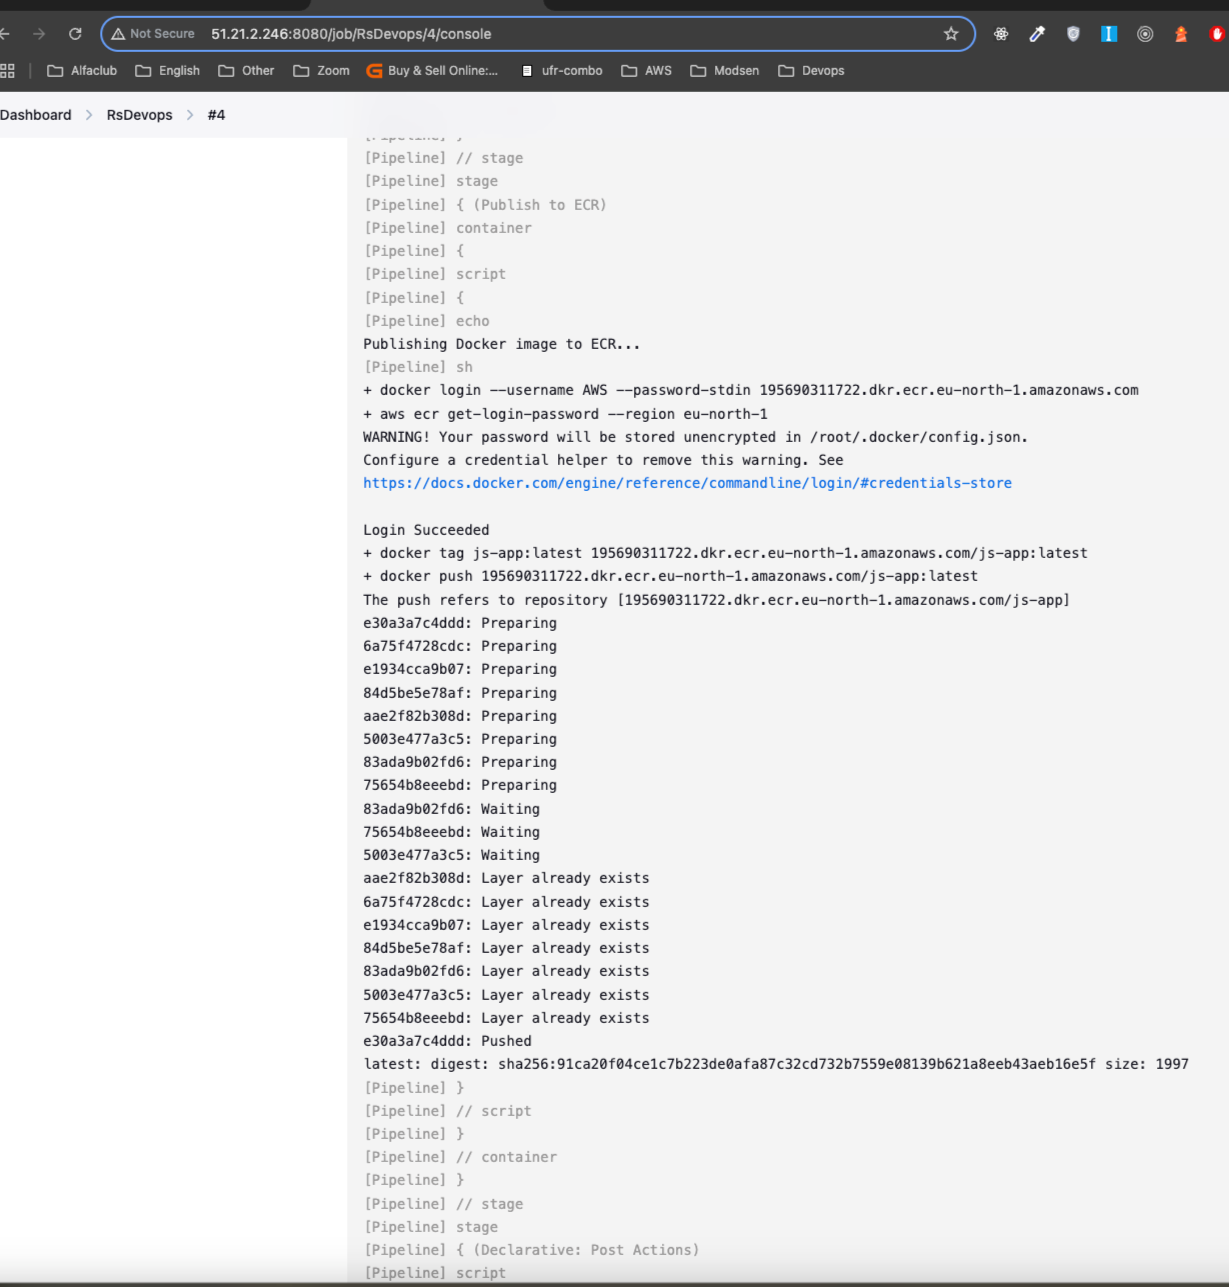 Not Secure 51.21.2.246:8080/job/RsDevops/4/console
Alfaclub English Other Zoom Buy & Sell Online:... ufr-combo AWS Modsen Devops
Dashboard > RsDevops > #4
[Pipeline] }
[Pipeline] // stage
[Pipeline] stage
[Pipeline] { (Publish to ECR)
[Pipeline] container
[Pipeline] {
[Pipeline] script
[Pipeline] {
[Pipeline] echo
Publishing Docker image to ECR...
[Pipeline] sh
+ docker login --username AWS --password-stdin 195690311722.dkr.ecr.eu-north-1.amazonaws.com
+ aws ecr get-login-password --region eu-north-1
WARNING! Your password will be stored unencrypted in /root/.docker/config.json.
Configure a credential helper to remove this warning. See
https://docs.docker.com/engine/reference/commandline/login/#credentials-store
Login Succeeded
+ docker tag js-app:latest 195690311722.dkr.ecr.eu-north-1.amazonaws.com/js-app:latest
+ docker push 195690311722.dkr.ecr.eu-north-1.amazonaws.com/js-app:latest
The push refers to repository [195690311722.dkr.ecr.eu-north-1.amazonaws.com/js-app]
e30a3a7c4ddd: Preparing
6a75f4728cdc: Preparing
e1934cca9b07: Preparing
84d5be5e78af: Preparing
aae2f82b308d: Preparing
5003e477a3c5: Preparing
83ada9b02fd6: Preparing
75654b8eeebd: Preparing
83ada9b02fd6: Waiting
75654b8eeebd: Waiting
5003e477a3c5: Waiting
aae2f82b308d: Layer already exists
6a75f4728cdc: Layer already exists
e1934cca9b07: Layer already exists
84d5be5e78af: Layer already exists
83ada9b02fd6: Layer already exists
5003e477a3c5: Layer already exists
75654b8eeebd: Layer already exists
e30a3a7c4ddd: Pushed
latest: digest: sha256:91ca20f04ce1c7b223de0afa87c32cd732b7559e08139b621a8eeb43aeb16e5f size: 1997
[Pipeline] }
[Pipeline] // script
[Pipeline] }
[Pipeline] // container
[Pipeline] }
[Pipeline] // stage
[Pipeline] stage
[Pipeline] { (Declarative: Post Actions)
[Pipeline] script